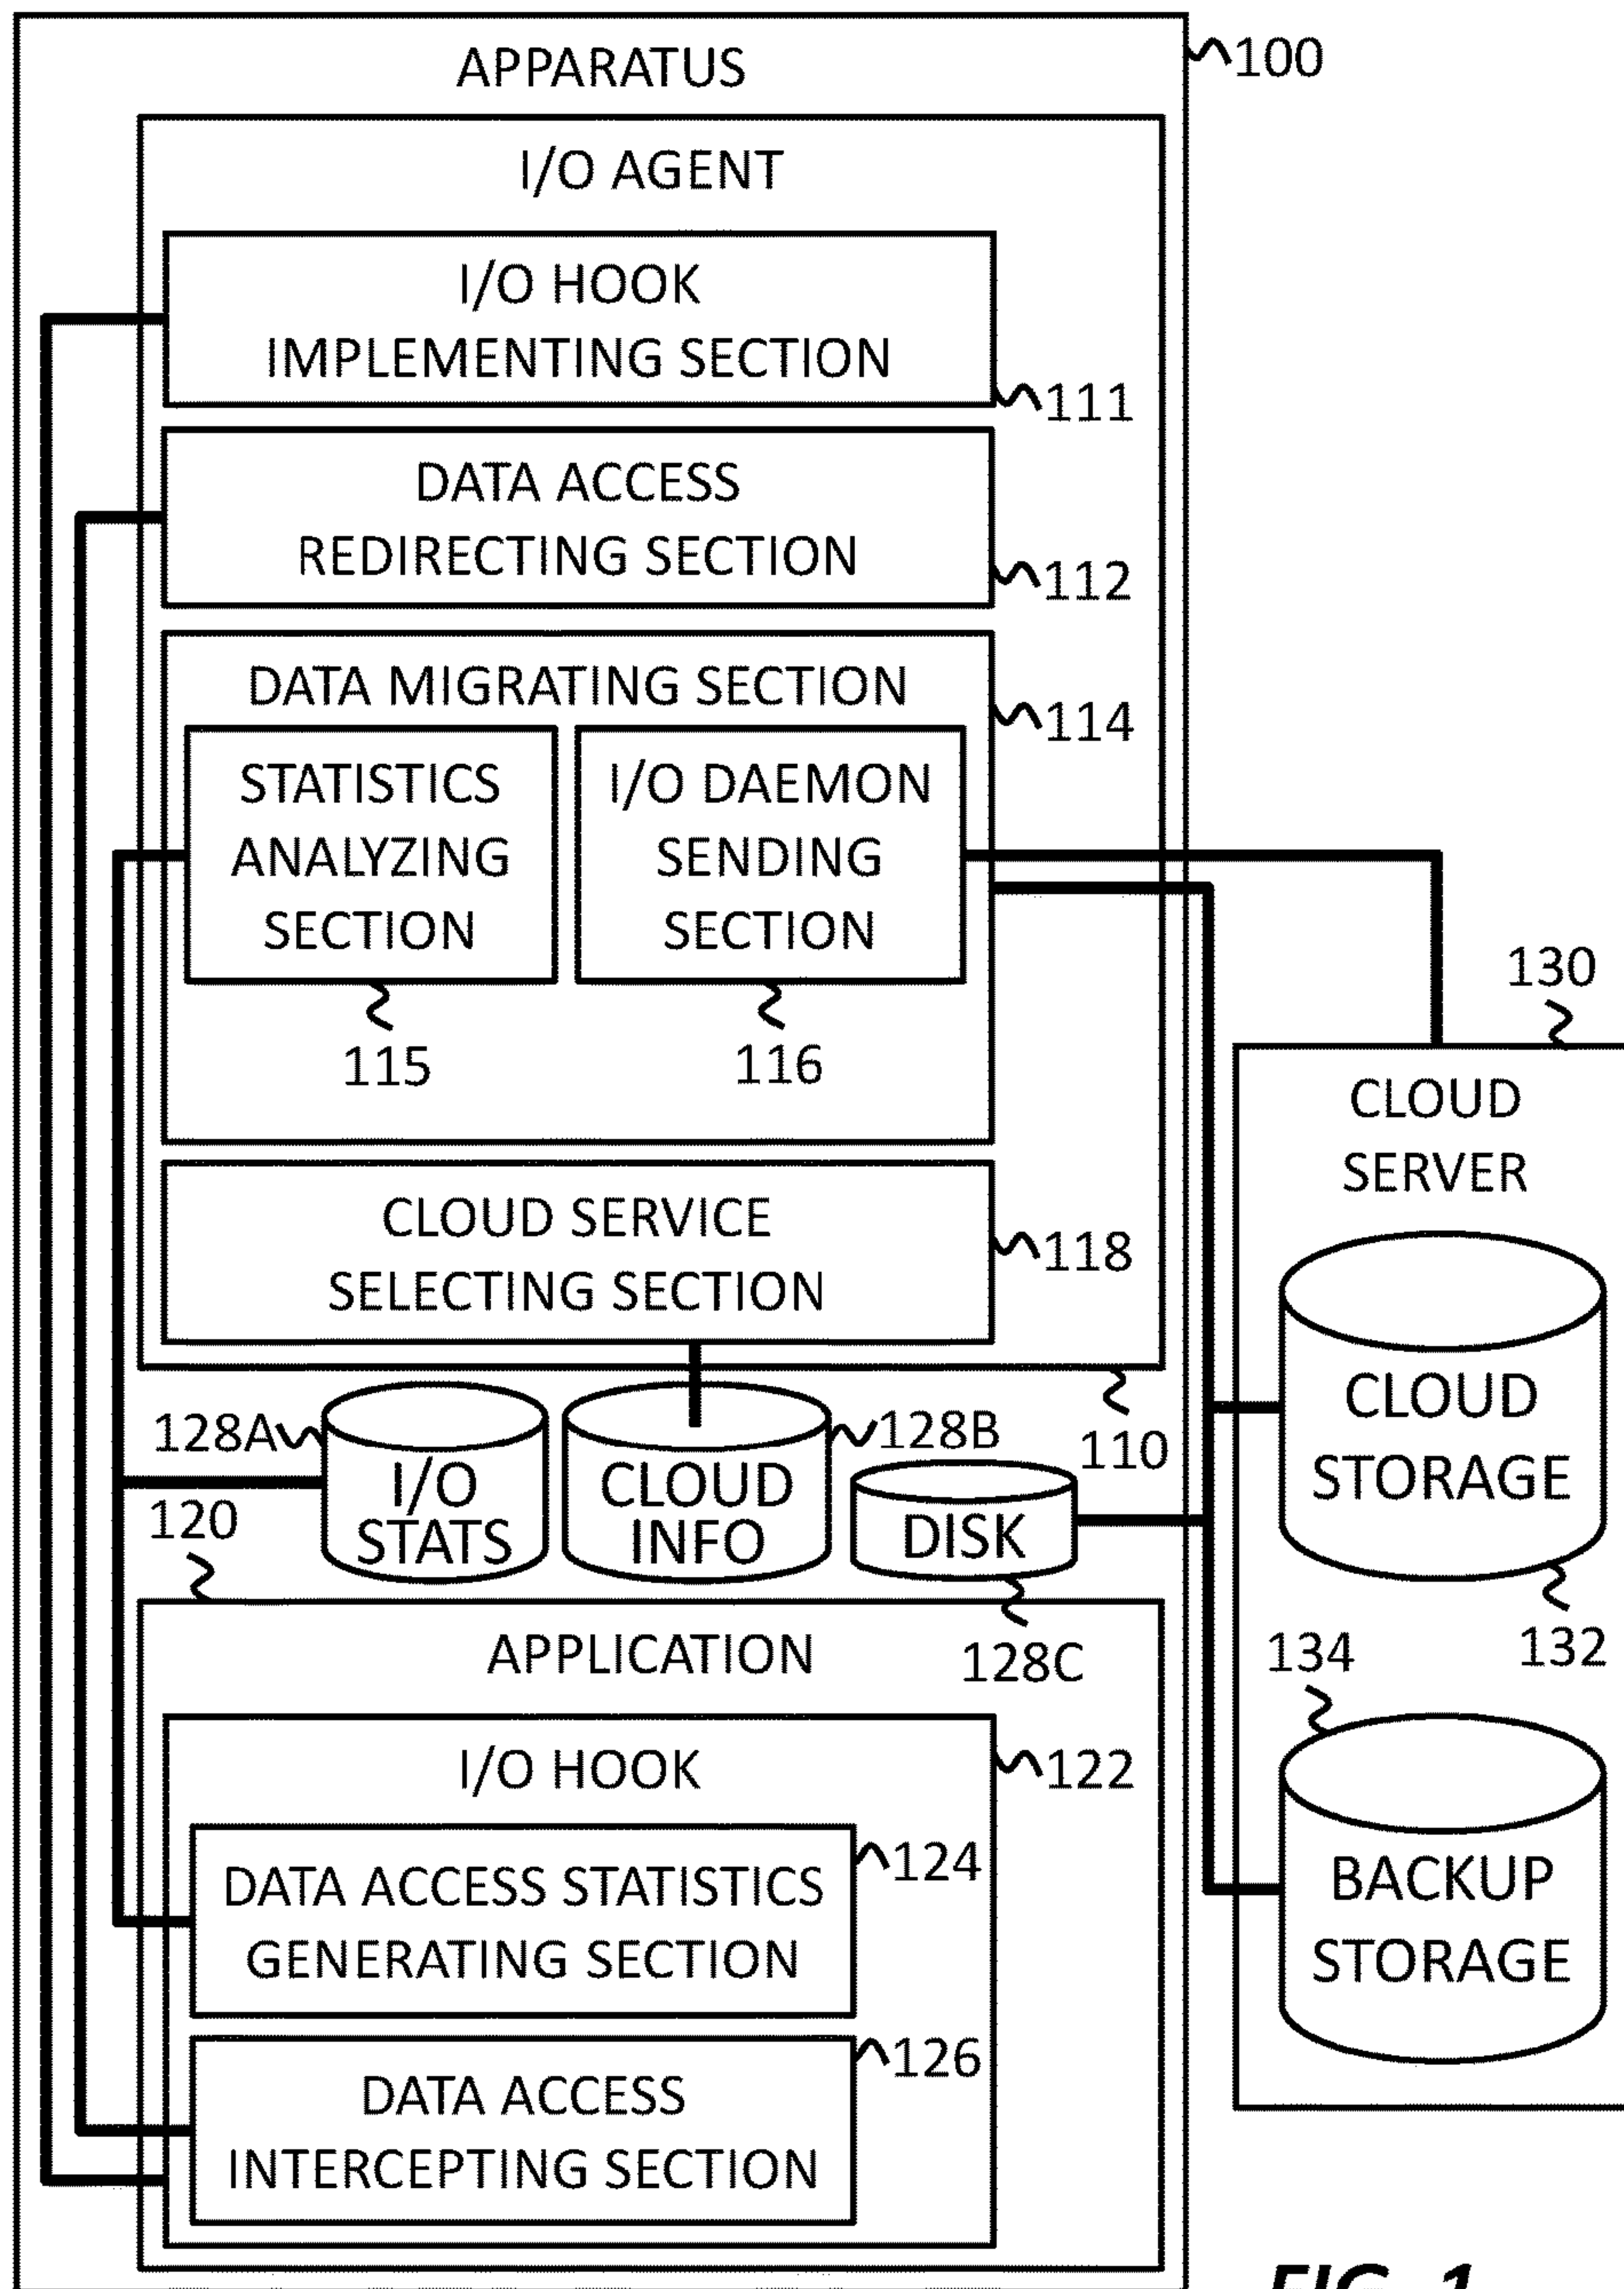 APPARATUS
100
I/O AGENT
I/O HOOK
IMPLEMENTING SECTION
111
DATA ACCESS
REDIRECTING SECTION
112
DATA MIGRATING SECTION
114
STATISTICS
ANALYZING
SECTION
115
I/O DAEMON
SENDING
SECTION
116
CLOUD SERVICE
SELECTING SECTION
118
110
128A
I/O
STATS
CLOUD
INFO
128B
DISK
128C
120
APPLICATION
I/O HOOK
122
DATA ACCESS STATISTICS
GENERATING SECTION
124
DATA ACCESS
INTERCEPTING SECTION
126
130
CLOUD
SERVER
CLOUD
STORAGE
132
134
BACKUP
STORAGE
FIG. 1